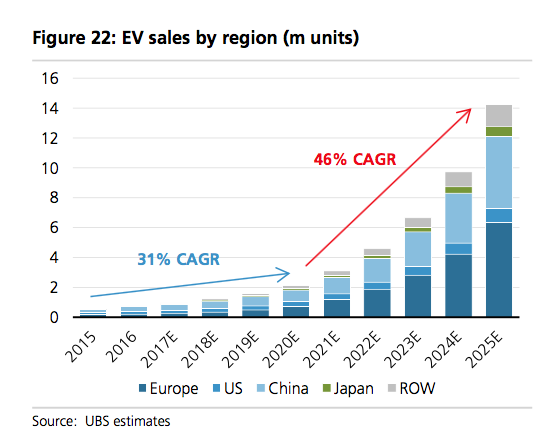 Figure 22: EV sales by region (m units)
16
14
12
10
8
6
4
2
0
46% CAGR
31% CAGR
2015
2016
2017E
2018E
2019E
2020E
2021E
2022E
2023E
2024E
2025E
Europe US China Japan ROW
Source: UBS estimates